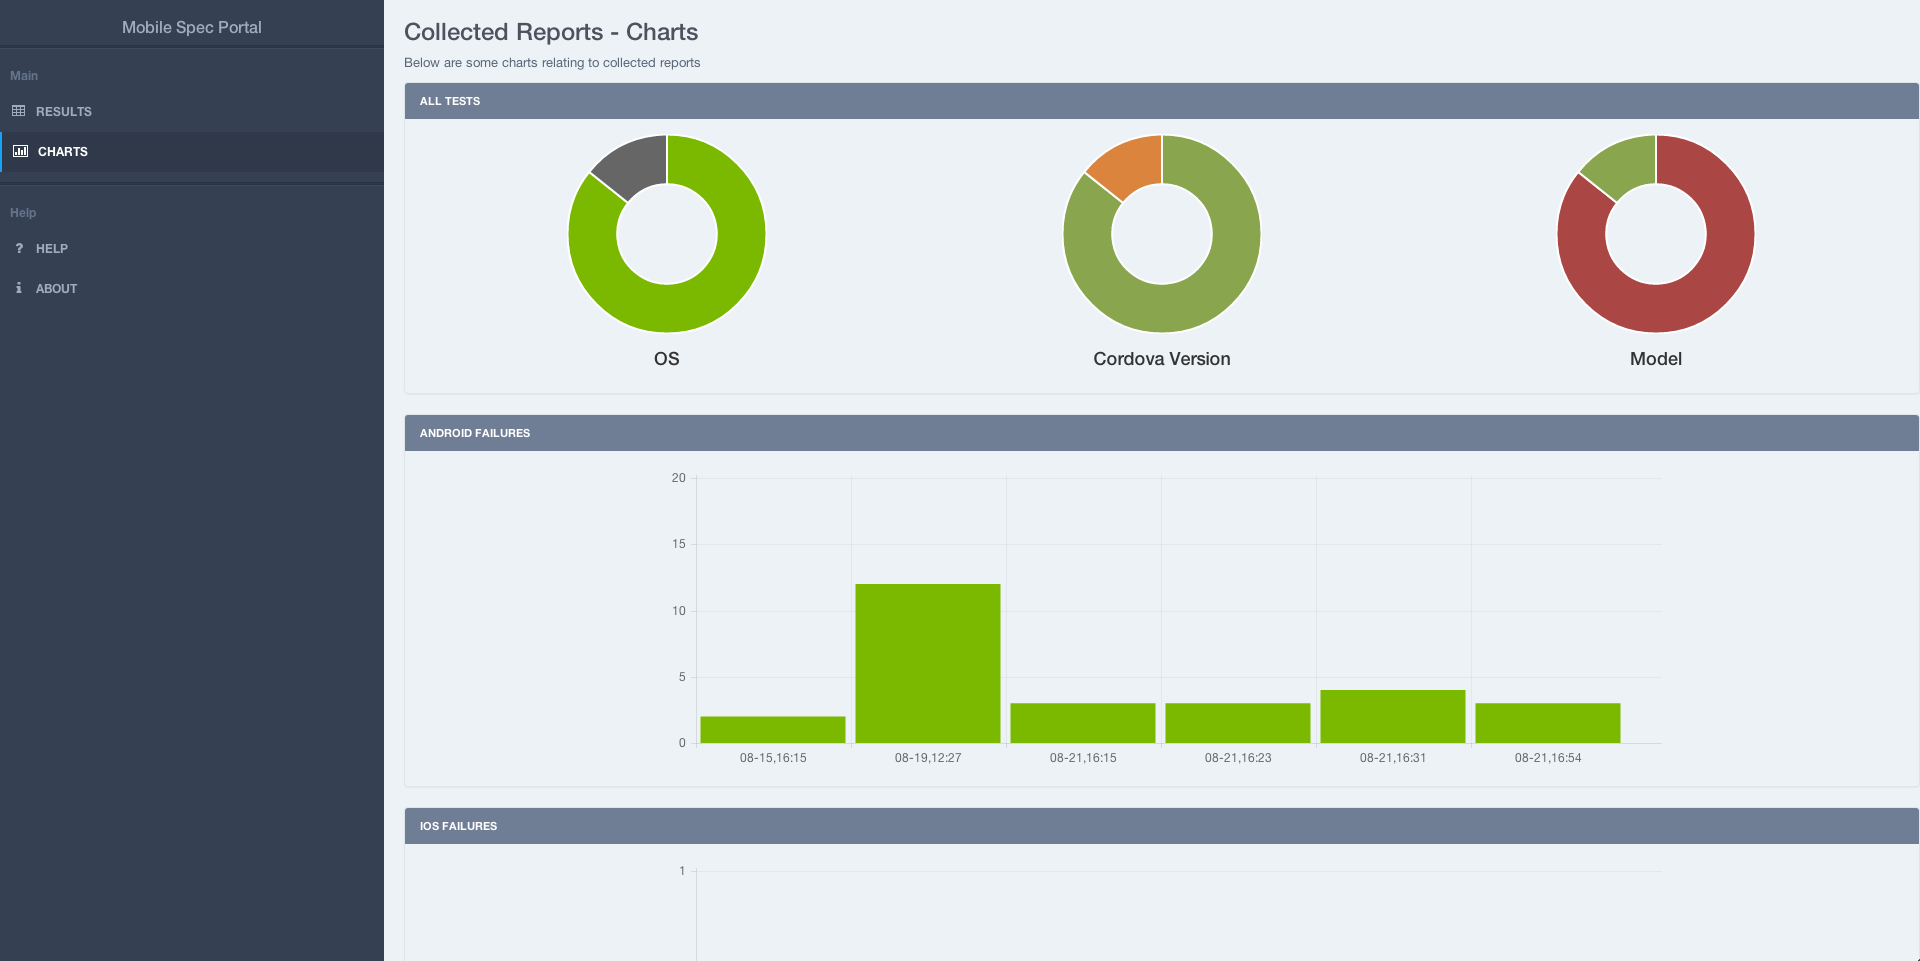 Mobile Spec Portal
Main
RESULTS
CHARTS
Help
HELP
ABOUT
Collected Reports - Charts
Below are some charts relating to collected reports
ALL TESTS
OS
Cordova Version
Model
ANDROID FAILURES
20
15
10
5
0
08-15,16:15
08-19,12:27
08-21,16:15
08-21,16:23
08-21,16:31
08-21,16:54
IOS FAILURES
1